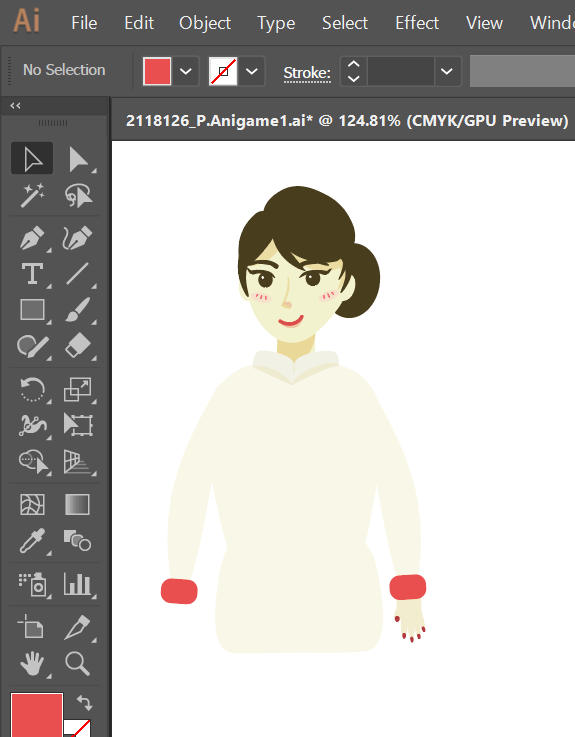 Ai File Edit Object Type Select Effect View Windo
No Selection Stroke:
2118126_P.Anigame1.ai* @ 124.81% (CMYK/GPU Preview)